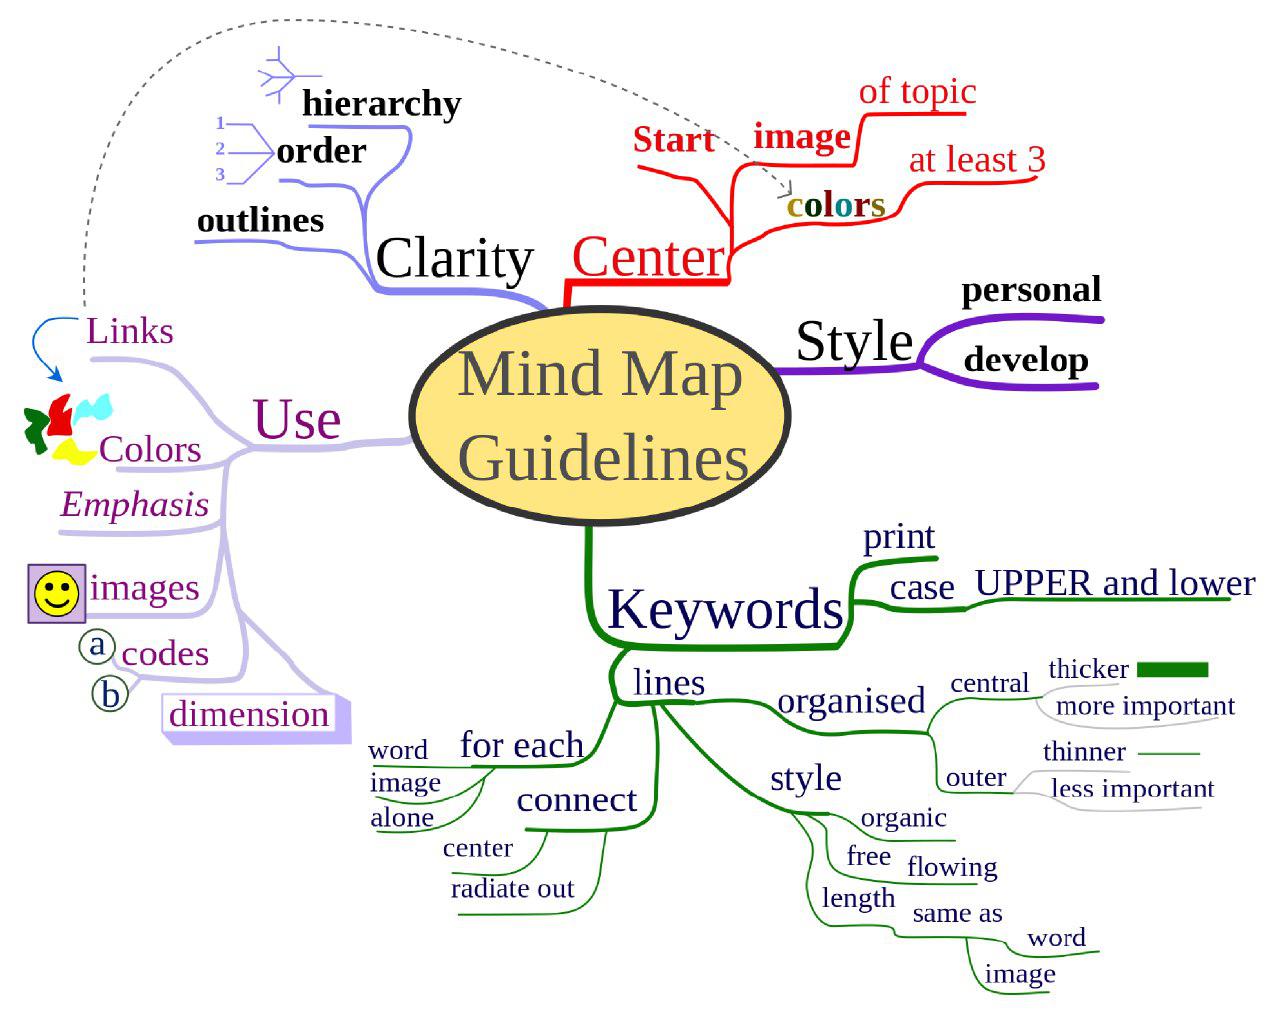 Mind Map
Guidelines
Center
Start
image
of topic
colors
at least 3
Style
personal
develop
Keywords
print
case
UPPER and lower
lines
organised
central
thicker
more important
outer
thinner
less important
style
organic
free flowing
length
same as
word
image
connect
center
radiate out
for each
word
image
alone
Use
Links
Colors
Emphasis
images
codes
a
b
dimension
Clarity
hierarchy
order
1
2
3
outlines